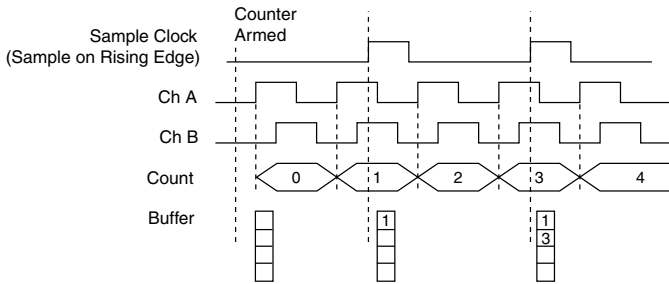 Counter
Armed
Sample Clock
(Sample on Rising Edge)
Ch A
Ch B
Count 0 1 2 3 4
Buffer 1 1
3